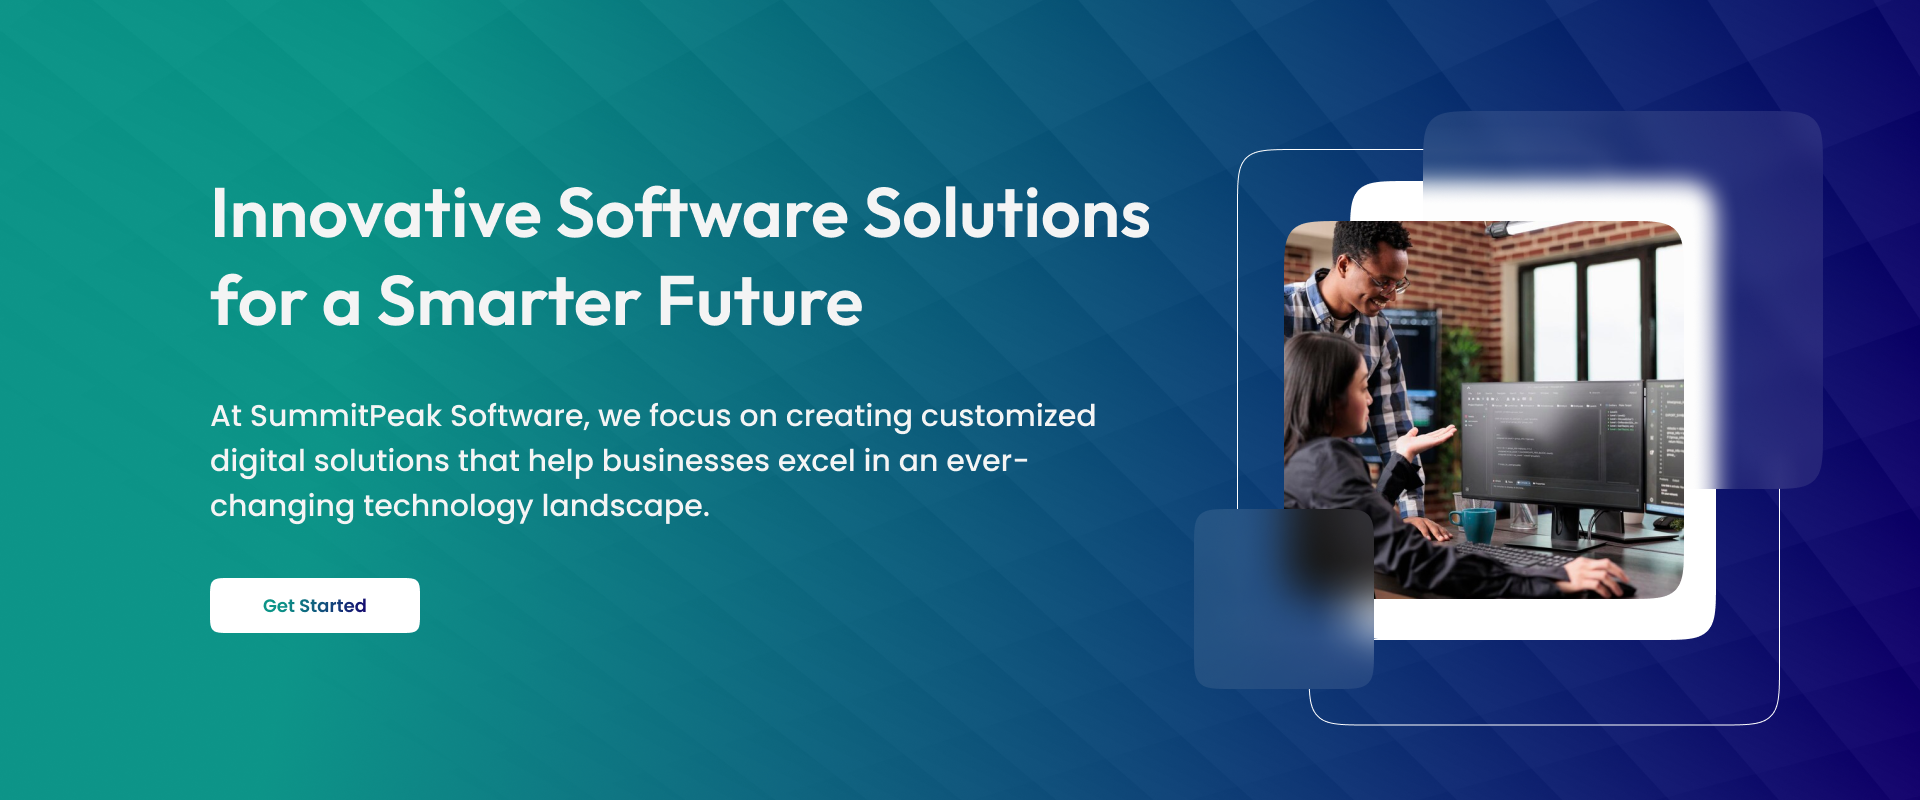 Innovative Software Solutions
for a Smarter Future
At SummitPeak Software, we focus on creating customized
digital solutions that help businesses excel in an ever-
changing technology landscape.
Get Started